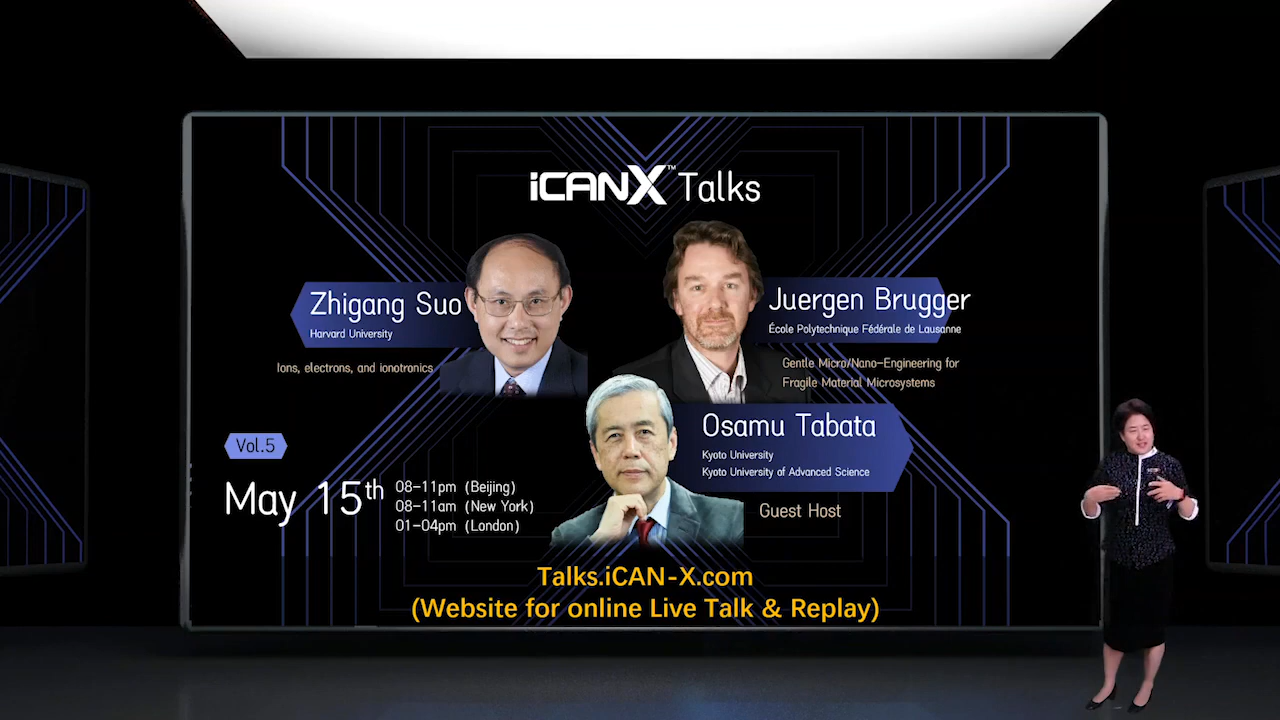 iCANX™ Talks
Zhigang Suo
Harvard University
Ions, electrons, and ionotronics
Juergen Brugger
École Polytechnique Fédérale de Lausanne
Gentle Micro/Nano-Engineering for
Fragile Material Microsystems
Osamu Tabata
Kyoto University
Kyoto University of Advanced Science
Guest Host
Vol.5
May 15th
08-11pm (Beijing)
08-11am (New York)
01-04pm (London)
Talks.iCAN-X.com
(Website for online Live Talk & Replay)